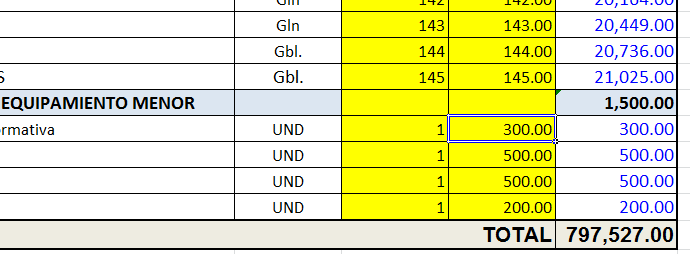 Gln 142 142.00 20,164.00
Gln 143 143.00 20,449.00
Gbl. 144 144.00 20,736.00
S Gbl. 145 145.00 21,025.00
EQUIPAMIENTO MENOR 1,500.00
rmativa UND 1 300.00 300.00
UND 1 500.00 500.00
UND 1 500.00 500.00
UND 1 200.00 200.00
TOTAL 797,527.00